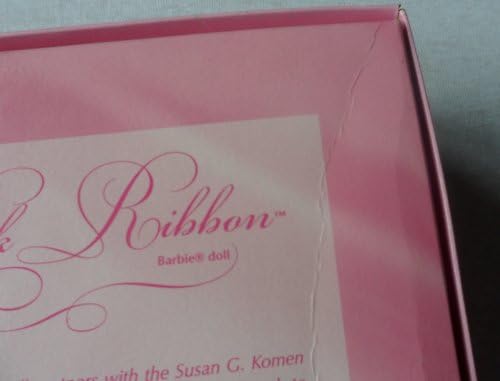 k Ribbon™
Barbie® doll
with the Susan G. Komen